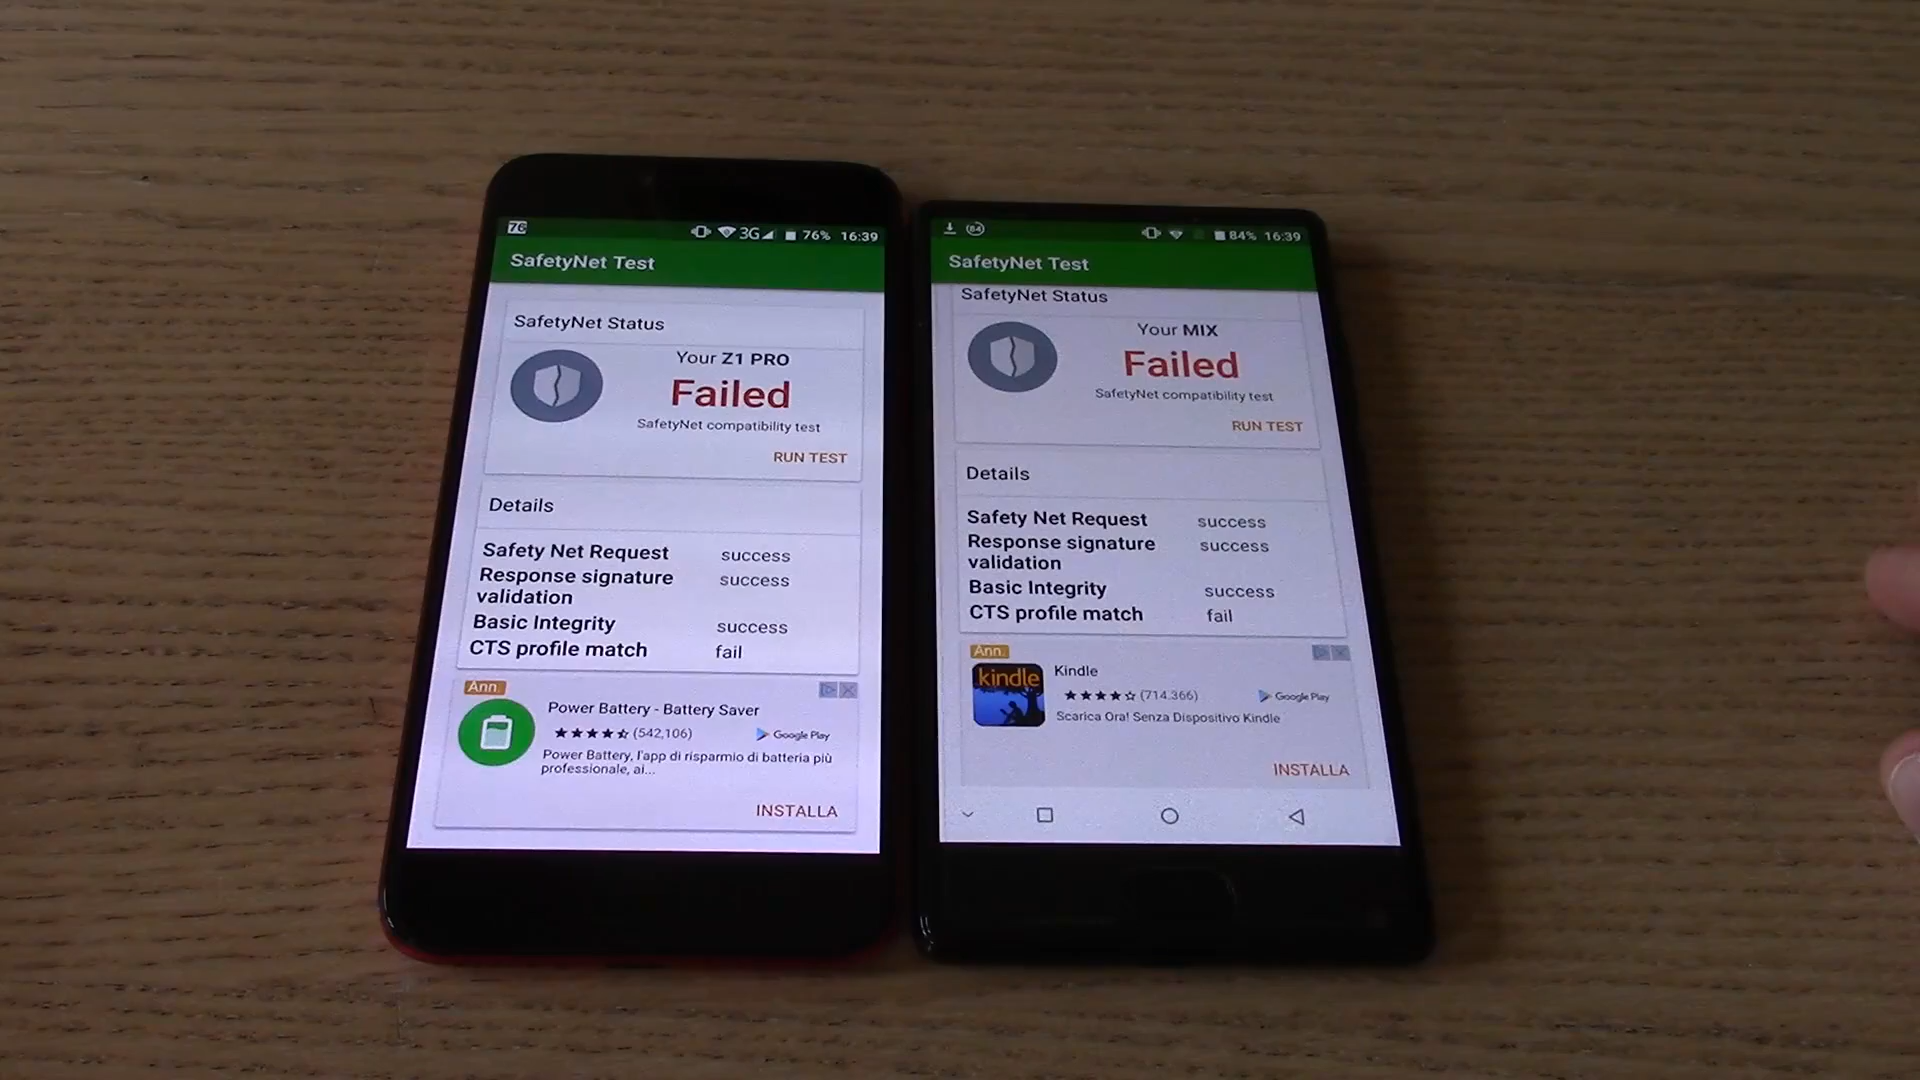 76
3G 76% 16:39
SafetyNet Test
SafetyNet Status
Your Z1 PRO
Failed
SafetyNet compatibility test
RUN TEST
Details
Safety Net Request success
Response signature success
validation
Basic Integrity success
CTS profile match fail
Ann.
Power Battery - Battery Saver
(542,106) Google Play
Power Battery, l'app di risparmio di batteria più
professionale, ai...
INSTALLA
84 84% 16:39
SafetyNet Test
SafetyNet Status
Your MIX
Failed
SafetyNet compatibility test
RUN TEST
Details
Safety Net Request success
Response signature success
validation
Basic Integrity success
CTS profile match fail
Ann.
kindle
Kindle
(714.366) Google Play
Scarica Ora! Senza Dispositivo Kindle
INSTALLA